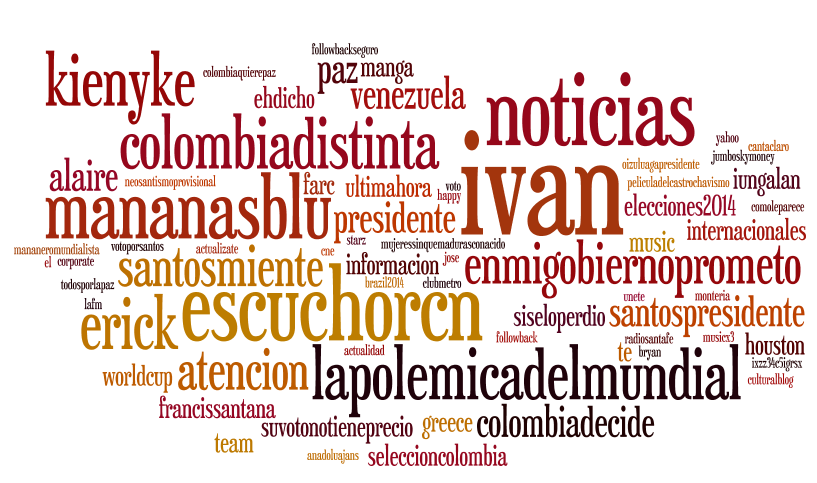 followbackseguro
kienyke
colombiaquierepaz
paz
manga
ehdicho
venezuela
noticias
colombiadistinta
yahoo
cantaclaro
jumboskymoney
oizuluagapresidente
alaire
neosantismoprovisional
farc
ultimahora
voto
happy
ivan
peliculadelcastrochavismo
iungalan
mananasblu
presidente
elecciones2014
comoleparece
internacionales
mananeromundialista
votoporsantos
actualizate
cne
starz
mujeressinquemadurasconacido
music
el
corporate
santosmiente
informacion
jose
enmigobiernoprometo
todosporlapaz
brazil2014
clubmetro
lafm
erick
escuchorcn
siseloperdio
unete
monteria
santospresidente
followback
radiosantafe
musicx3
te
bryan
houston
actualidad
ixzz34c5igrsx
worldcup
atencion
lapolemicadelmundial
culturalblog
francissantana
suvotonotieneprecio
greece
colombiadecide
team
anadoluajans
seleccioncolombia